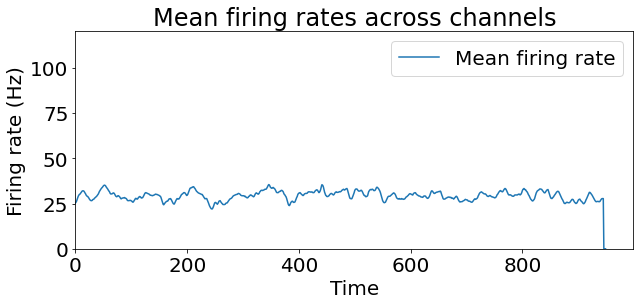 Mean firing rates across channels
Mean firing rate
Firing rate (Hz)
100
75
50
25
0
0 200 400 600 800
Time